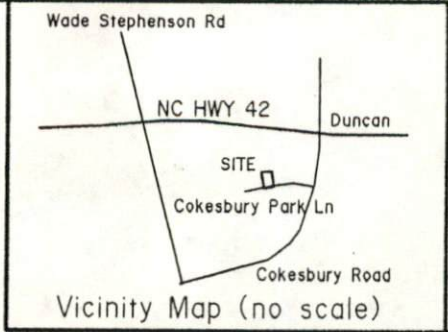 Wade Stephenson Rd
NC HWY 42
Duncan
SITE
Cokesbury Park Ln
Cokesbury Road
Vicinity Map (no scale)